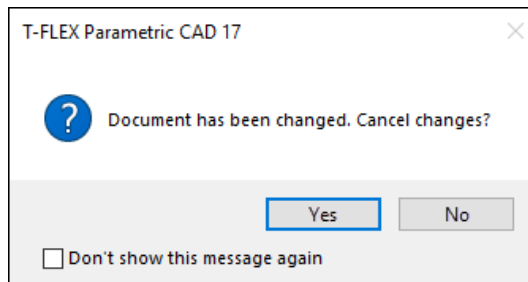 T-FLEX Parametric CAD 17
Document has been changed. Cancel changes?
Yes No
Don't show this message again